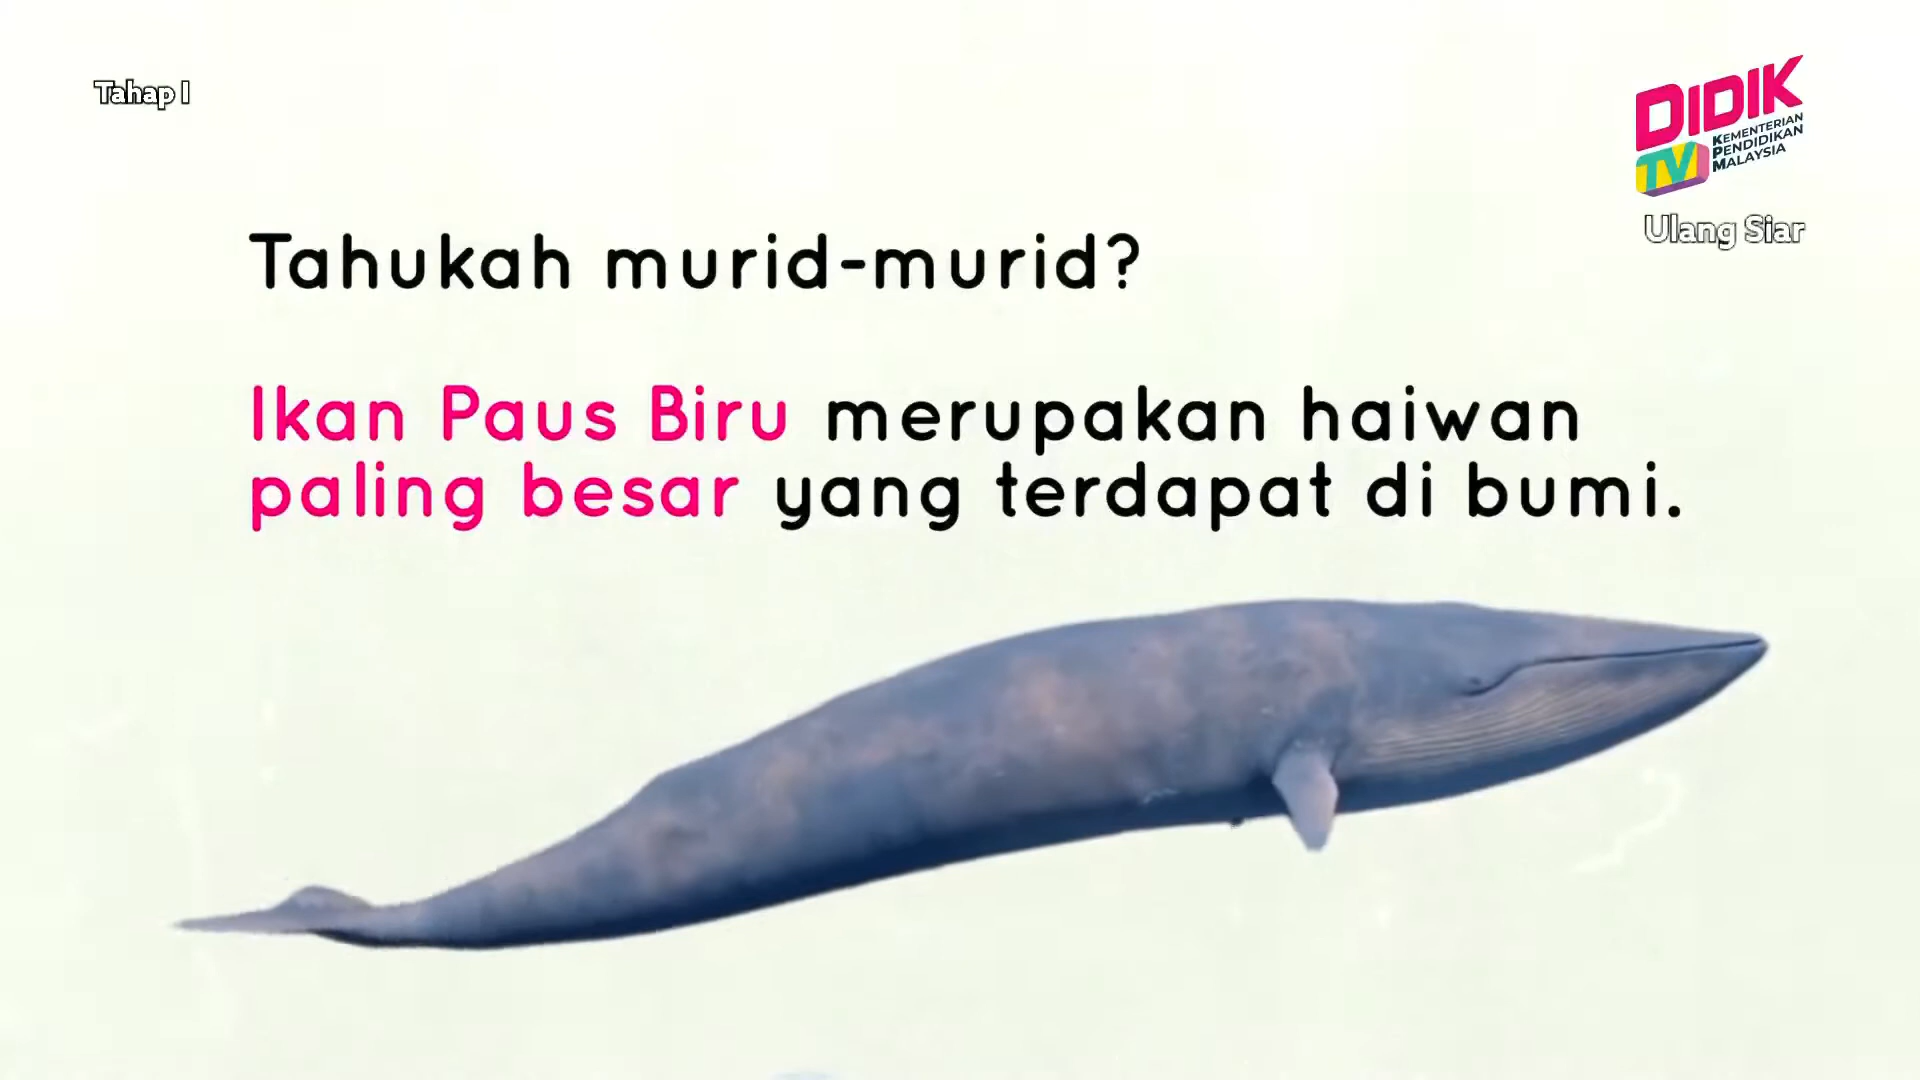 Tahap I
DIDIK
TV
KEMENTERIAN
PENDIDIKAN
MALAYSIA
Ulang Siar
Tahukah murid-murid?
Ikan Paus Biru merupakan haiwan
paling besar yang terdapat di bumi.